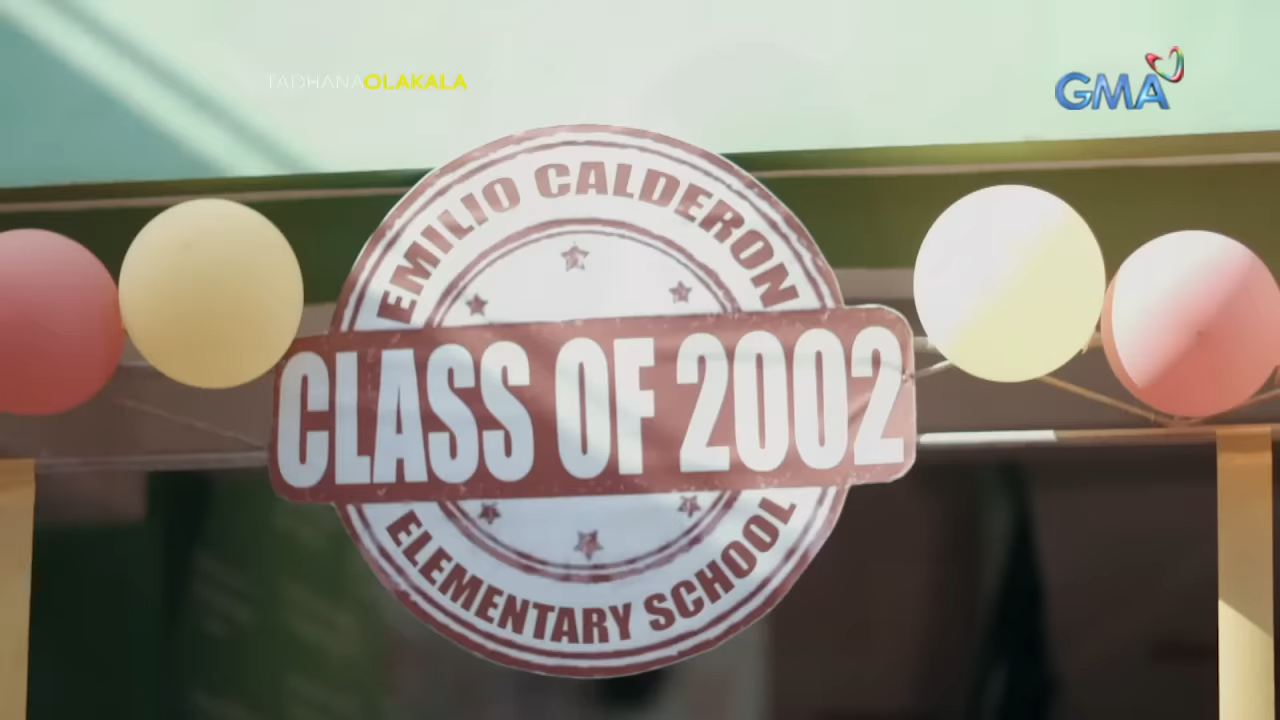 TADHANAOLAKALA
GMA
EMILIO CALDERON
CLASS OF 2002
ELEMENTARY SCHOOL